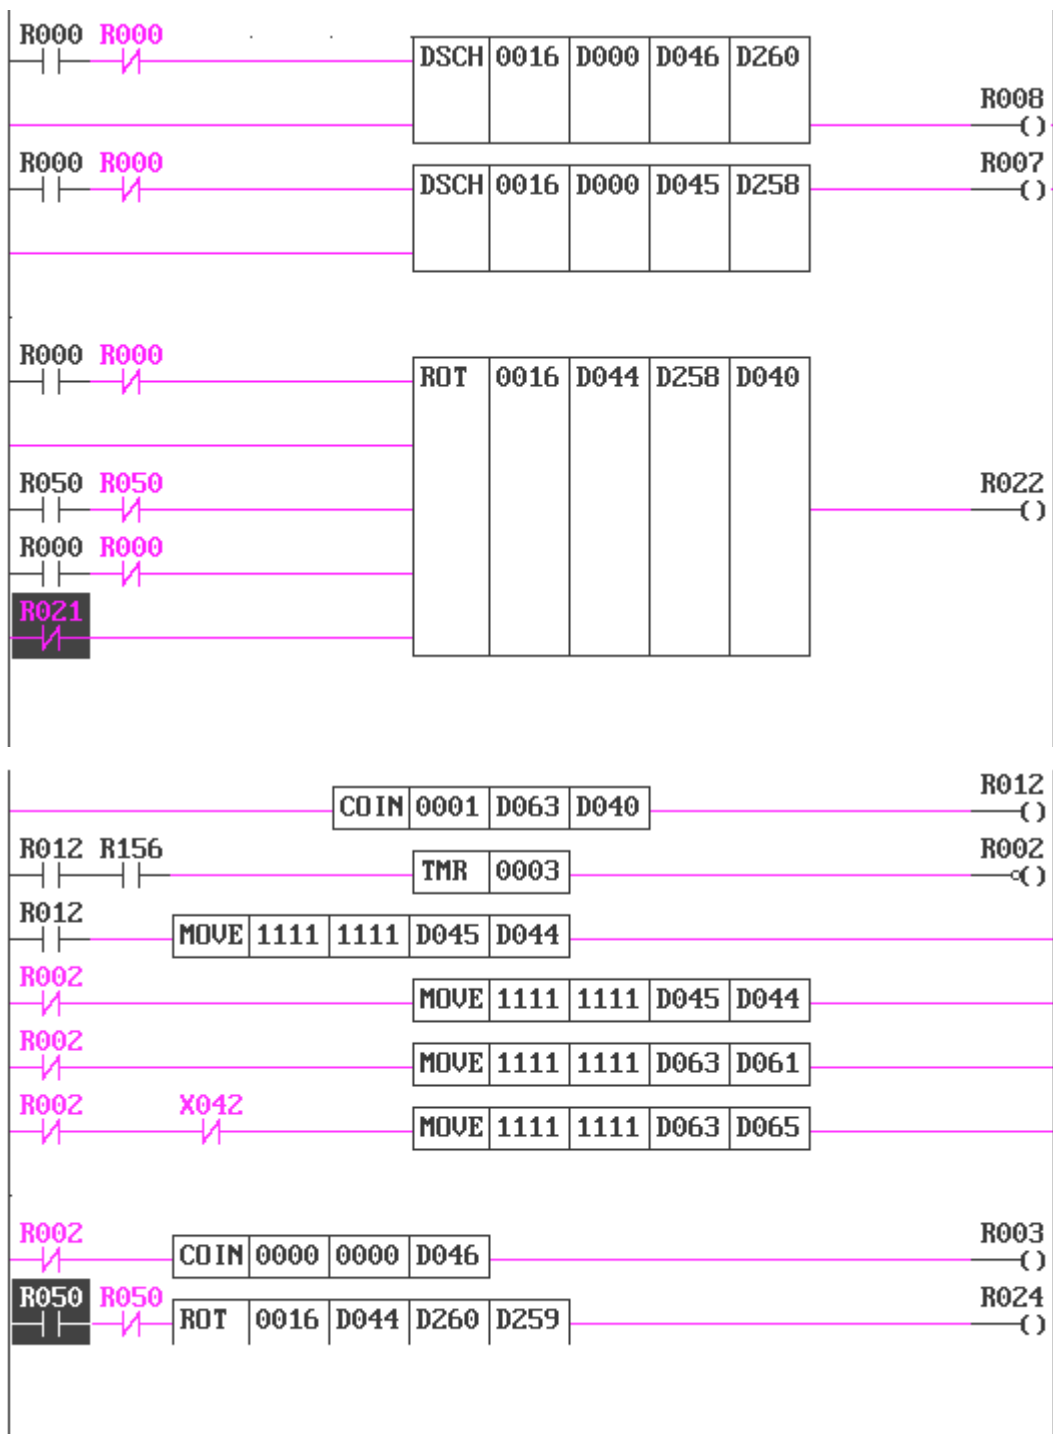 R000 R000
DSCH 0016 D000 D046 D260
R008
R000 R000
DSCH 0016 D000 D045 D258
R007
R000 R000
ROT 0016 D044 D258 D040
R050 R050
R022
R000 R000
R021
COIN 0001 D063 D040
R012
R012 R156
TMR 0003
R002
R012
MOVE 1111 1111 D045 D044
R002
MOVE 1111 1111 D045 D044
R002
MOVE 1111 1111 D063 D061
R002 X042
MOVE 1111 1111 D063 D065
R002
COIN 0000 0000 D046
R003
R050 R050
ROT 0016 D044 D260 D259
R024